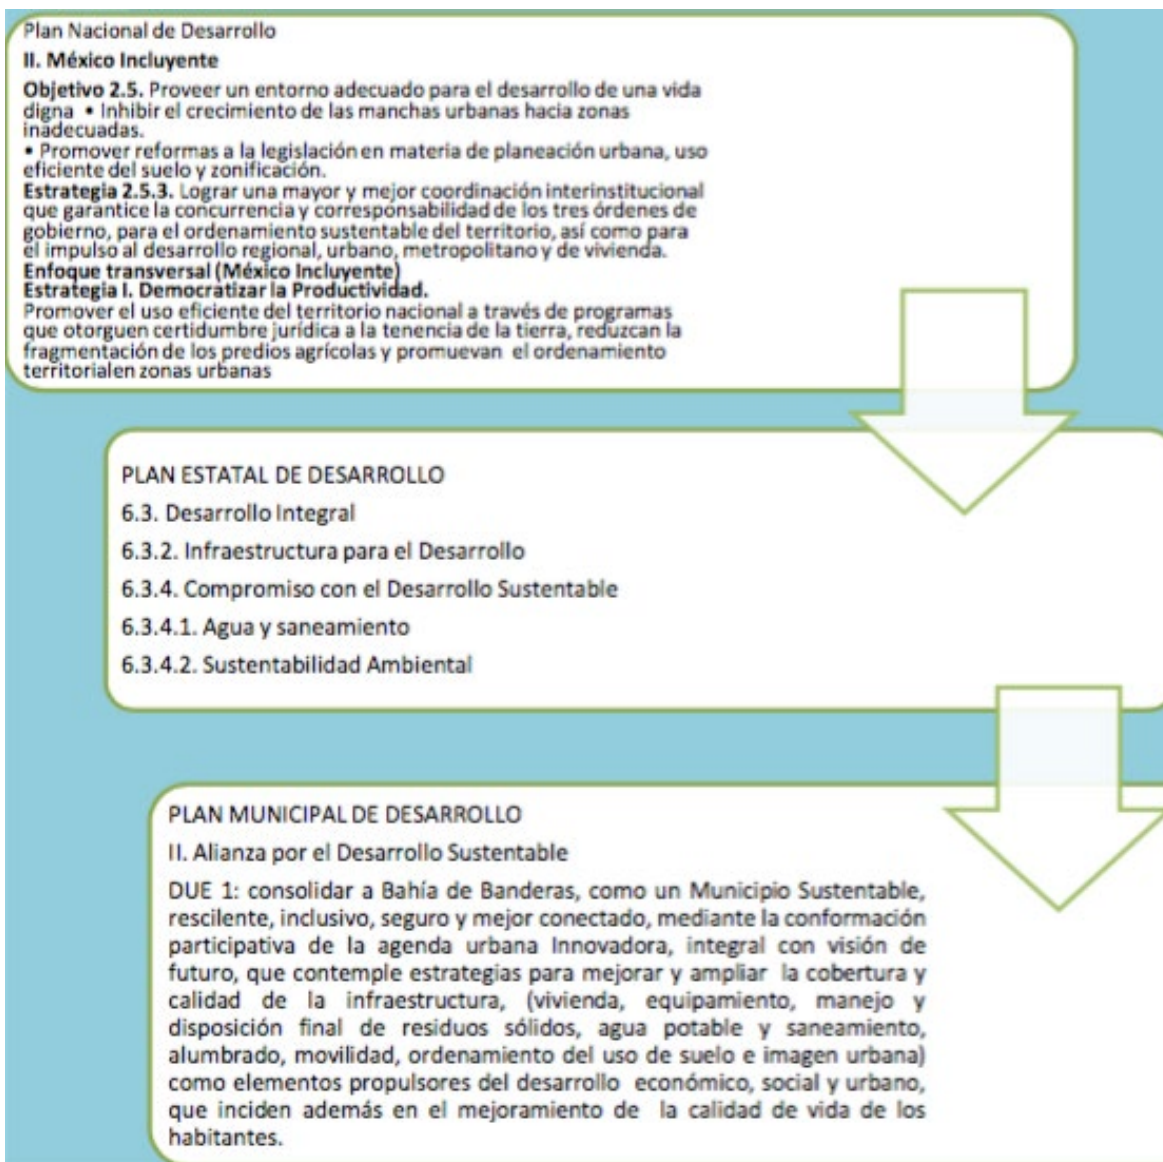 Plan Nacional de Desarrollo
II. México Incluyente
Objetivo 2.5. Proveer un entorno adecuado para el desarrollo de una vida
digna • Inhibir el crecimiento de las manchas urbanas hacia zonas
inadecuadas.
• Promover reformas a la legislación en materia de planeación urbana, uso
eficiente del suelo y zonificación.
Estrategia 2.5.3. Lograr una mayor y mejor coordinación interinstitucional
que garantice la concurrencia y corresponsabilidad de los tres órdenes de
gobierno, para el ordenamiento sustentable del territorio, así como para
el impulso al desarrollo regional, urbano, metropolitano y de vivienda.
Enfoque transversal (México Incluyente)
Estrategia I. Democratizar la Productividad.
Promover el uso eficiente del territorio nacional a través de programas
que otorguen certidumbre jurídica a la tenencia de la tierra, reduzcan la
fragmentación de los predios agrícolas y promuevan el ordenamiento
territorialen zonas urbanas
PLAN ESTATAL DE DESARROLLO
6.3. Desarrollo Integral
6.3.2. Infraestructura para el Desarrollo
6.3.4. Compromiso con el Desarrollo Sustentable
6.3.4.1. Agua y saneamiento
6.3.4.2. Sustentabilidad Ambiental
PLAN MUNICIPAL DE DESARROLLO
II. Alianza por el Desarrollo Sustentable
DUE 1: consolidar a Bahía de Banderas, como un Municipio Sustentable,
rescilente, inclusivo, seguro y mejor conectado, mediante la conformación
participativa de la agenda urbana Innovadora, integral con visión de
futuro, que contemple estrategias para mejorar y ampliar la cobertura y
calidad de la infraestructura, (vivienda, equipamiento, manejo y
disposición final de residuos sólidos, agua potable y saneamiento,
alumbrado, movilidad, ordenamiento del uso de suelo e imagen urbana)
como elementos propulsores del desarrollo económico, social y urbano,
que inciden además en el mejoramiento de la calidad de vida de los
habitantes.